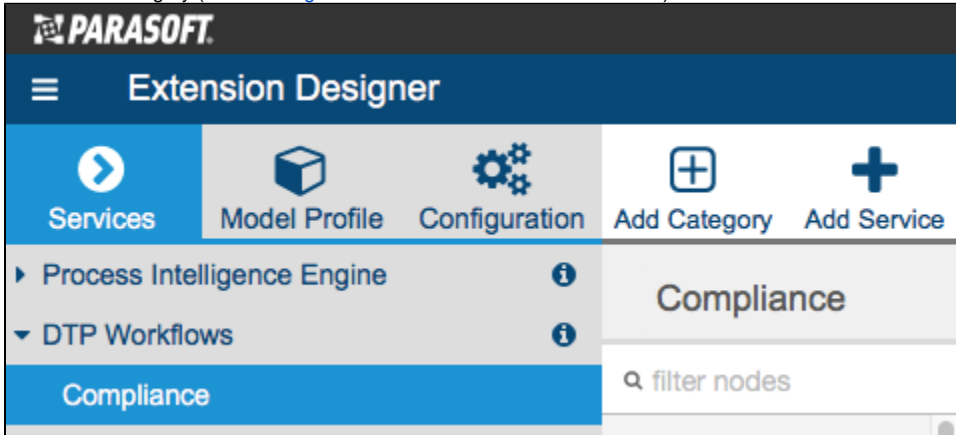 PARASOFT.
Extension Designer
Services
Model Profile
Configuration
Add Category
Add Service
Process Intelligence Engine
DTP Workflows
Compliance
Compliance
filter nodes